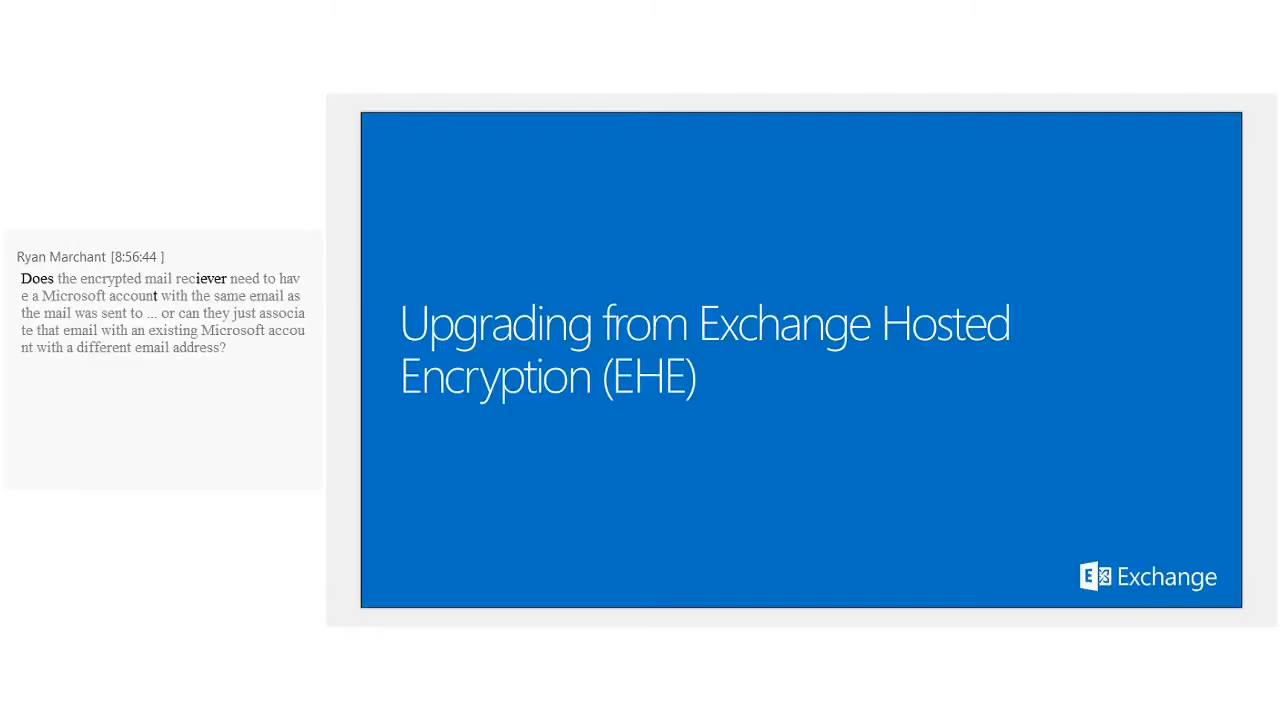 Ryan Marchant [8:56:44 ]
Does the encrypted mail reciever need to hav
e a Microsoft account with the same email as
the mail was sent to ... or can they just associa
te that email with an existing Microsoft accou
nt with a different email address?
Upgrading from Exchange Hosted
Encryption (EHE)
Exchange